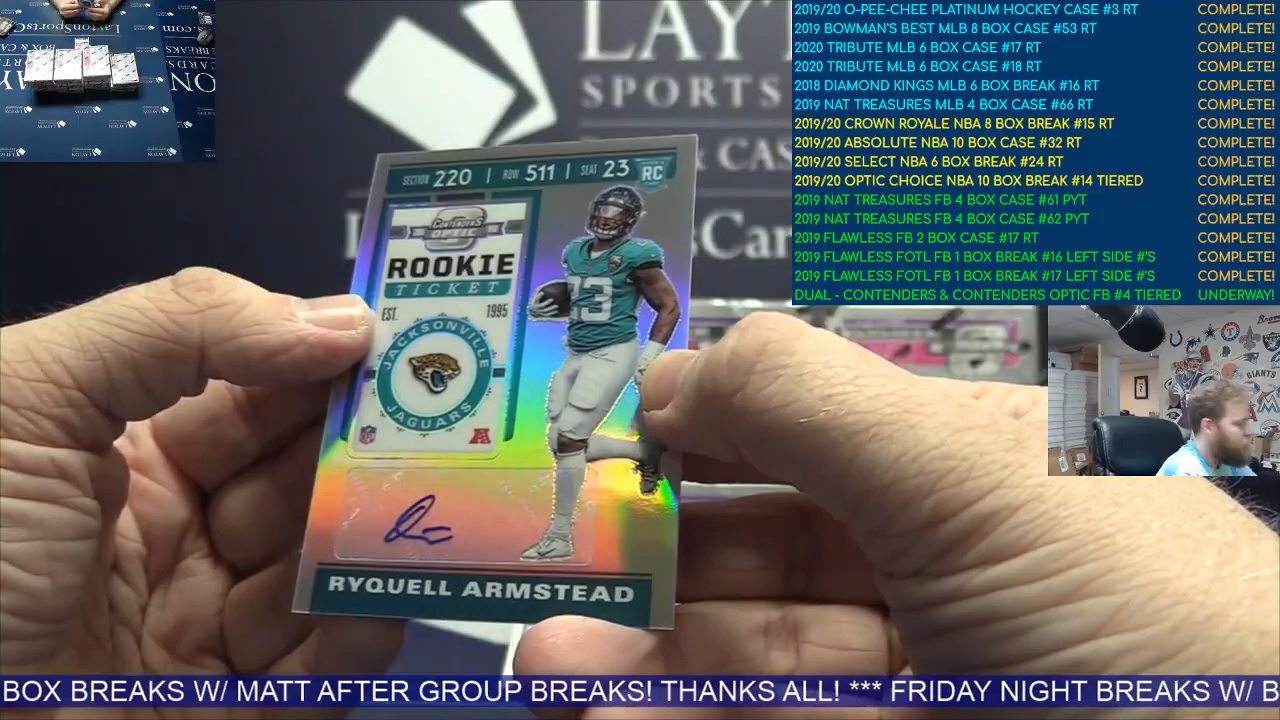 LAY
SPORTS
& CAS
sCar
2019/20 O-PEE-CHEE PLATINUM HOCKEY CASE #3 RT COMPLETE!
2019 BOWMAN'S BEST MLB 8 BOX CASE #53 RT COMPLETE!
2020 TRIBUTE MLB 6 BOX CASE #17 RT COMPLETE!
2020 TRIBUTE MLB 6 BOX CASE #18 RT COMPLETE!
2018 DIAMOND KINGS MLB 6 BOX BREAK #16 RT COMPLETE!
2019 NAT TREASURES MLB 4 BOX CASE #66 RT COMPLETE!
2019/20 CROWN ROYALE NBA 8 BOX BREAK #15 RT COMPLETE!
2019/20 ABSOLUTE NBA 10 BOX CASE #32 RT COMPLETE!
2019/20 SELECT NBA 6 BOX BREAK #24 RT COMPLETE!
2019/20 OPTIC CHOICE NBA 10 BOX BREAK #14 TIERED COMPLETE!
2019 NAT TREASURES FB 4 BOX CASE #61 PYT COMPLETE!
2019 NAT TREASURES FB 4 BOX CASE #62 PYT COMPLETE!
2019 FLAWLESS FB 2 BOX CASE #17 RT COMPLETE!
2019 FLAWLESS FOTL FB 1 BOX BREAK #16 LEFT SIDE #'S COMPLETE!
2019 FLAWLESS FOTL FB 1 BOX BREAK #17 LEFT SIDE #'S COMPLETE!
DUAL - CONTENDERS & CONTENDERS OPTIC FB #4 TIERED UNDERWAY!
SECTION 220 | ROW 511 | SEAT 23 RC
CONTENDERS
OPTIC
ROOKIE
TICKET
EST. 1995
JACKSONVILLE
JAGUARS
NFL A
23
RYQUELL ARMSTEAD
GIANTS
BOX BREAKS W/ MATT AFTER GROUP BREAKS! THANKS ALL! *** FRIDAY NIGHT BREAKS W/ B